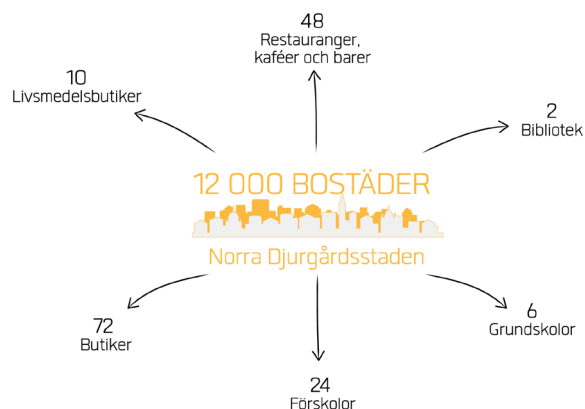 48
Restauranger,
kaféer och barer
10
Livsmedelsbutiker
2
Bibliotek
12 000 BOSTÄDER
Norra Djurgårdsstaden
72
Butiker
6
Grundskolor
24
Förskolor